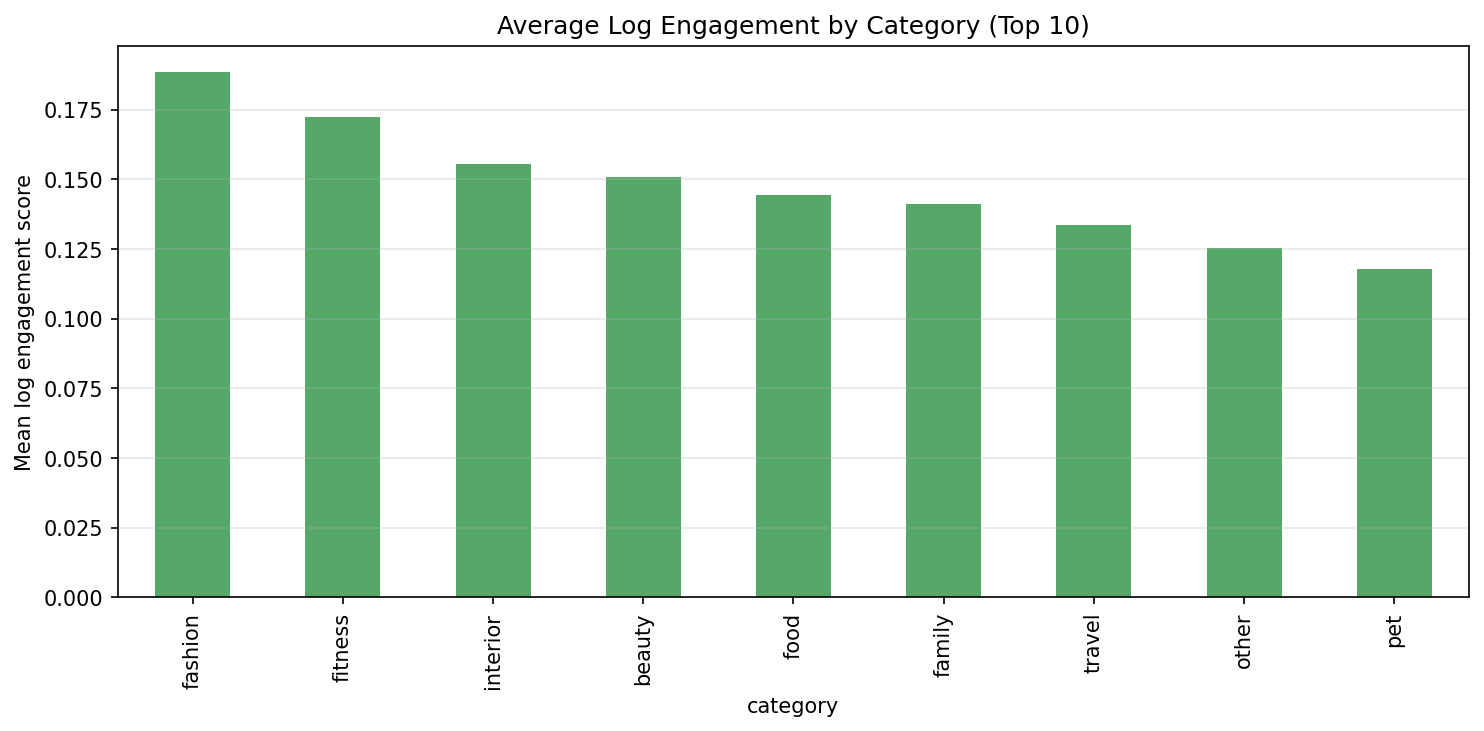 Average Log Engagement by Category (Top 10)
Mean log engagement score
0.175
0.150
0.125
0.100
0.075
0.050
0.025
0.000
fashion
fitness
interior
beauty
food
family
travel
other
pet
category